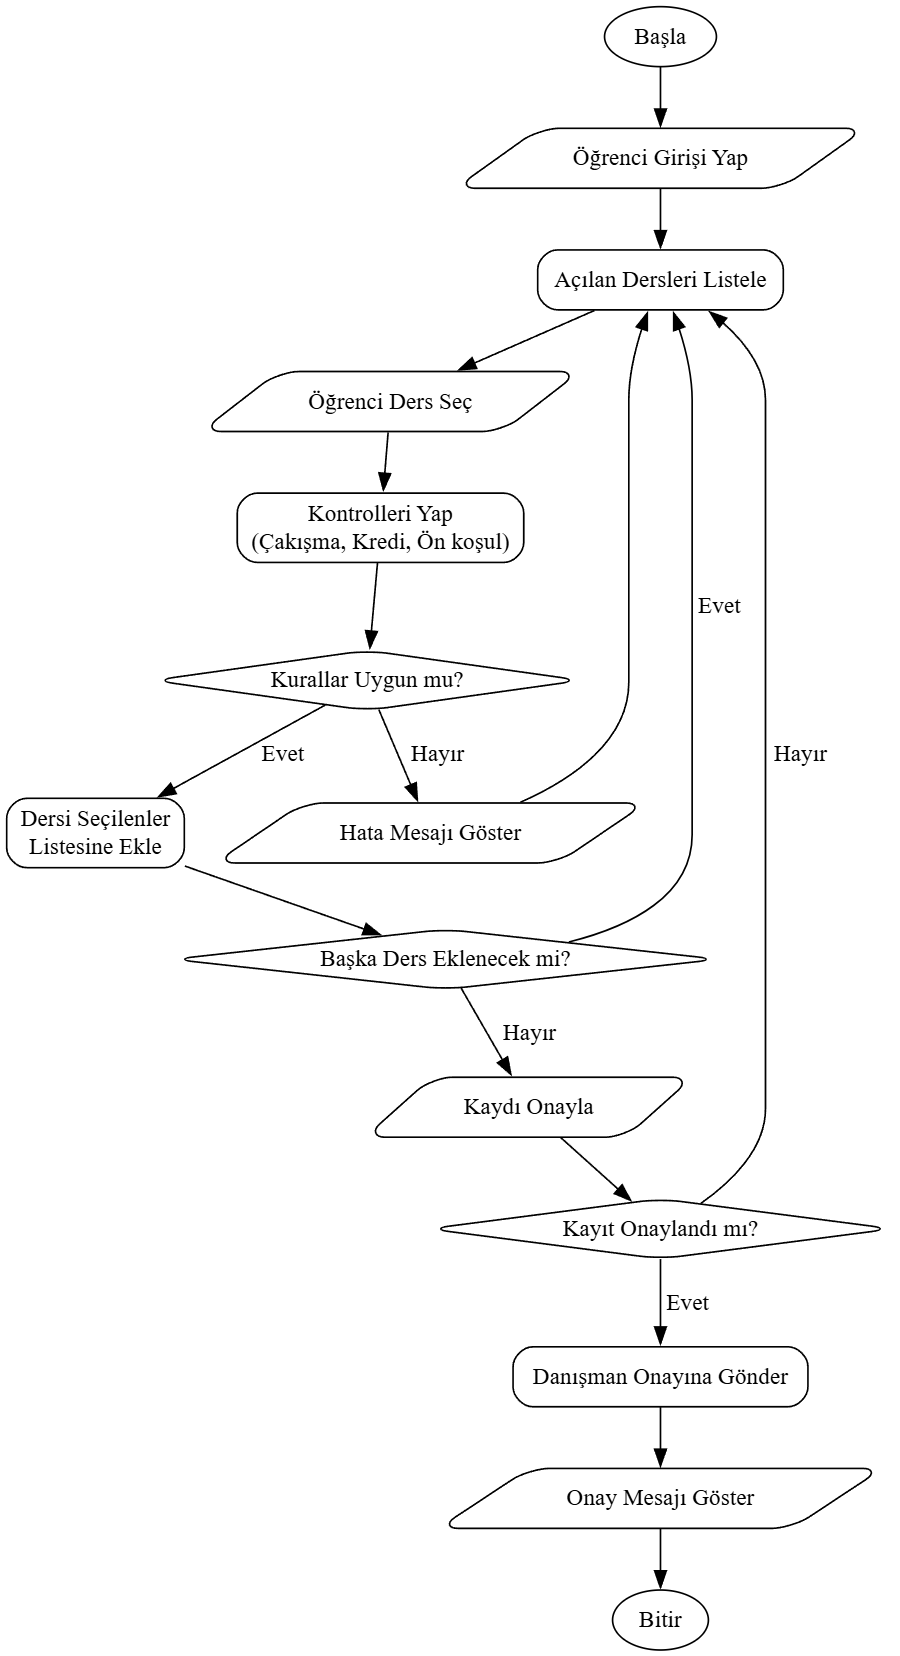 Başla
Öğrenci Girişi Yap
Açılan Dersleri Listele
Öğrenci Ders Seç
Kontrolleri Yap
(Çakışma, Kredi, Ön koşul)
Evet
Kurallar Uygun mu?
Evet
Hayır
Hayır
Dersi Seçilenler
Listesine Ekle
Hata Mesajı Göster
Başka Ders Eklenecek mi?
Hayır
Kaydı Onayla
Kayıt Onaylandı mı?
Evet
Danışman Onayına Gönder
Onay Mesajı Göster
Bitir